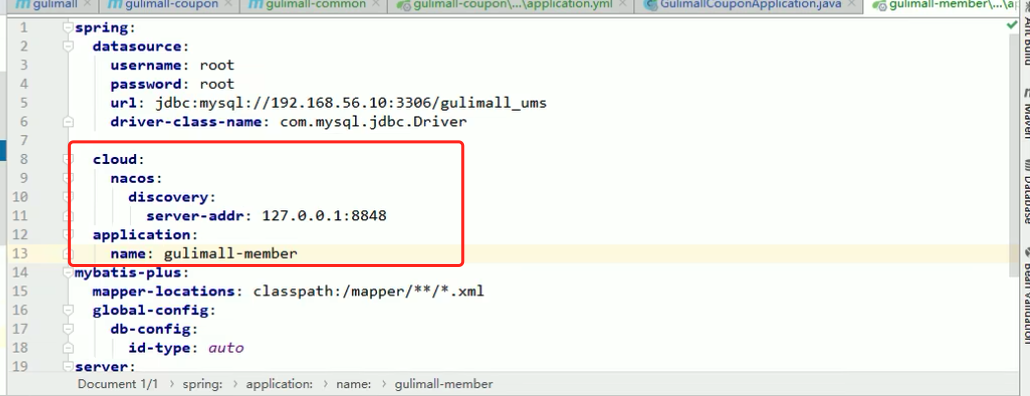 gulimall gulimall-coupon gulimall-common gulimall-coupon\...\application.yml GulimallCouponApplication.java gulimall-member\...\
1 spring:
2 datasource:
3 username: root
4 password: root
5 url: jdbc:mysql://192.168.56.10:3306/gulimall_ums
6 driver-class-name: com.mysql.jdbc.Driver
7
8 cloud:
9 nacos:
10 discovery:
11 server-addr: 127.0.0.1:8848
12 application:
13 name: gulimall-member
14 mybatis-plus:
15 mapper-locations: classpath:/mapper/**/*.xml
16 global-config:
17 db-config:
18 id-type: auto
19 server:
Document 1/1 › spring: › application: › name: › gulimall-member
Ant Build
Maven
Database
Bean Validation